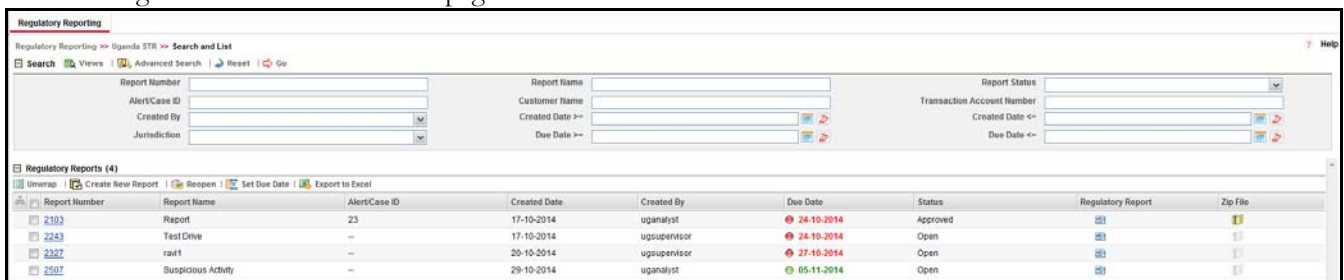 Regulatory Reporting
Regulatory Reporting >> Uganda STR >> Search and List ? Help
Search Views | Advanced Search | Reset | Go
Report Number Report Name Report Status
Alert/Case ID Customer Name Transaction Account Number
Created By Created Date >= Created Date <=
Jurisdiction Due Date >= Due Date <=
Regulatory Reports (4)
Unwrap | Create New Report | Reopen | Set Due Date | Export to Excel
Report Number Report Name Alert/Case ID Created Date Created By Due Date Status Regulatory Report Zip File
2103 Report 23 17-10-2014 uganalyst 24-10-2014 Approved
2243 Test Drive -- 17-10-2014 ugsupervisor 24-10-2014 Open
2327 ravi1 -- 20-10-2014 ugsupervisor 27-10-2014 Open
2507 Suspicious Activity -- 29-10-2014 uganalyst 05-11-2014 Open